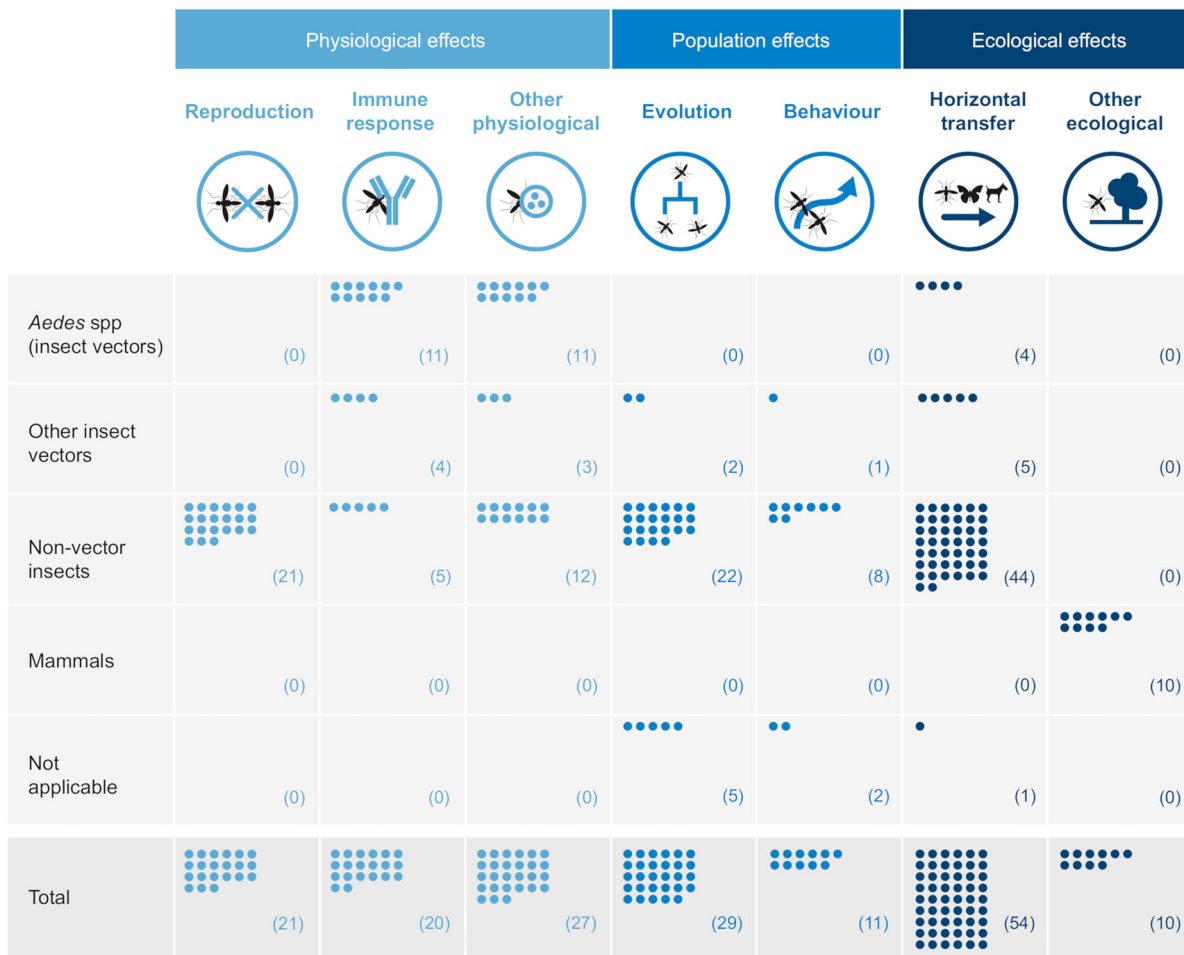 Physiological effects
Population effects
Ecological effects
Reproduction
Immune
response
Other
physiological
Evolution
Behaviour
Horizontal
transfer
Other
ecological
Aedes spp
(insect vectors)
(0)
(11)
(11)
(0)
(0)
(4)
(0)
Other insect
vectors
(0)
(4)
(3)
(2)
(1)
(5)
(0)
Non-vector
insects
(21)
(5)
(12)
(22)
(8)
(44)
(0)
Mammals
(0)
(0)
(0)
(0)
(0)
(0)
(10)
Not
applicable
(0)
(0)
(0)
(5)
(2)
(1)
(0)
Total
(21)
(20)
(27)
(29)
(11)
(54)
(10)